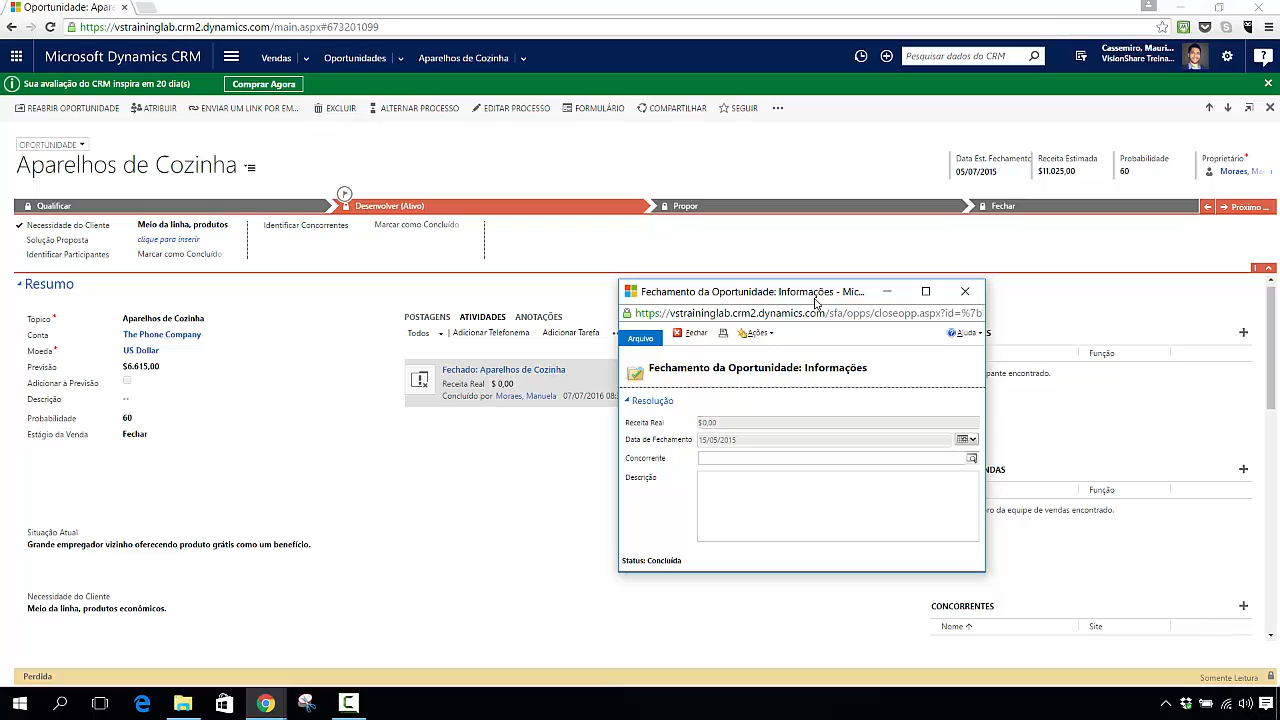 Oportunidade: Apar
https://vstraininglab.crm2.dynamics.com/main.aspx#673201099
Microsoft Dynamics CRM
Vendas
Oportunidades
Aparelhos de Cozinha
Pesquisar dados do CRM
Cassemiro, Mauri...
VisionShare Treina...
Sua avaliação do CRM inspira em 20 dia(s)
Comprar Agora
REABRIR OPORTUNIDADE
ATRIBUIR
ENVIAR UM LINK POR EM...
EXCLUIR
ALTERNAR PROCESSO
EDITAR PROCESSO
FORMULÁRIO
COMPARTILHAR
SEGUIR
OPORTUNIDADE
Aparelhos de Cozinha
Data Est. Fechamento
05/07/2015
Receita Estimada
$11.025,00
Probabilidade
60
Proprietário*
Moraes, Ma
Qualificar
Desenvolver (Ativo)
Propor
Fechar
Próximo ...
Necessidade do Cliente Meio da linha, produtos
Solução Proposta clique para inserir
Identificar Participantes Marcar como Concluído
Identificar Concorrentes Marcar como Concluído
Resumo
Tópico * Aparelhos de Cozinha
Conta The Phone Company
Moeda* US Dollar
Previsão $6.615,00
Adicionar à Previsão
Descrição --
Probabilidade 60
Estágio da Venda Fechar
Situação Atual
Grande empregador vizinho oferecendo produto grátis como um benefício.
Necessidade do Cliente
Meio da linha, produtos econômicos.
POSTAGENS ATIVIDADES ANOTAÇÕES
Todos Adicionar Telefonema Adicionar Tarefa
Fechado: Aparelhos de Cozinha
Receita Real $ 0,00
Concluído por Moraes, Manuela 07/07/2016 08:
Fechamento da Oportunidade: Informações - Mic...
https://vstraininglab.crm2.dynamics.com/sfa/opps/closeopp.aspx?id=%7b
Arquivo
Fechar
Ações
Ajuda
Fechamento da Oportunidade: Informações
Resolução
Receita Real $0,00
Data de Fechamento 15/05/2015
Concorrente
Descrição
Status: Concluída
S
Função
pante encontrado.
NDAS
Função
ro da equipe de vendas encontrado.
CONCORRENTES
Nome
Site
Perdida
Somente Leitura